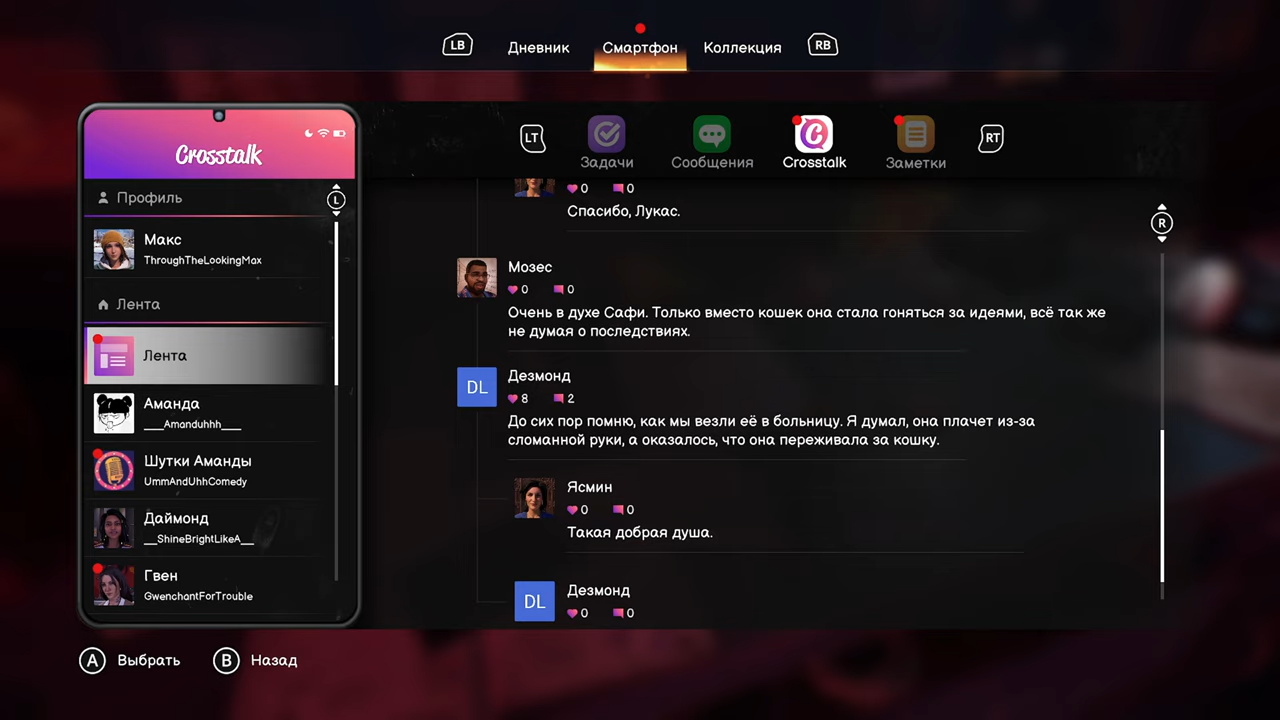 LB
Дневник
Смартфон
Коллекция
RB
Crosstalk
Профиль
L
Макс
ThroughTheLookingMax
Лента
Лента
Аманда
___Amanduhhh___
Шутки Аманды
UmmAndUhhComedy
Даймонд
__ShineBrightLikeA__
Гвен
GwenchantForTrouble
LT
Задачи
Сообщения
Crosstalk
Заметки
RT
R
0 0
Спасибо, Лукас.
Мозес
0 0
Очень в духе Сафи. Только вместо кошек она стала гоняться за идеями, всё так же
не думая о последствиях.
DL
Дезмонд
8 2
До сих пор помню, как мы везли её в больницу. Я думал, она плачет из-за
сломанной руки, а оказалось, что она переживала за кошку.
Ясмин
0 0
Такая добрая душа.
DL
Дезмонд
0 0
A Выбрать
B Назад